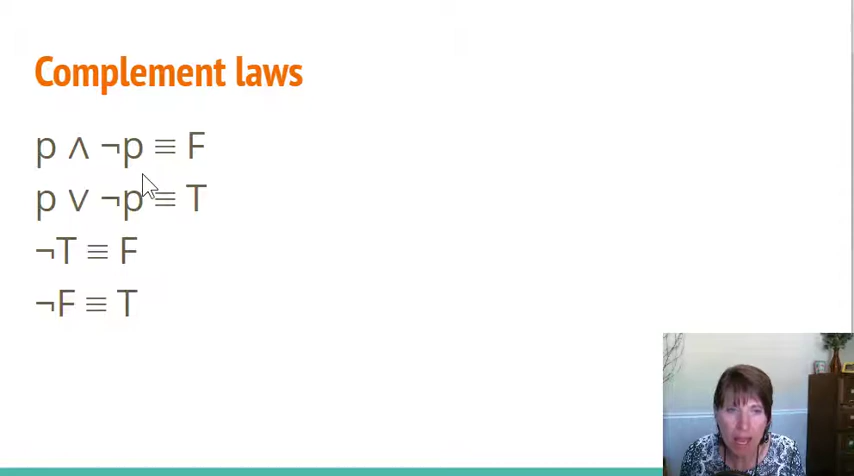 Complement laws
p ∧ ¬p ≡ F
p ∨ ¬p ≡ T
¬T ≡ F
¬F ≡ T